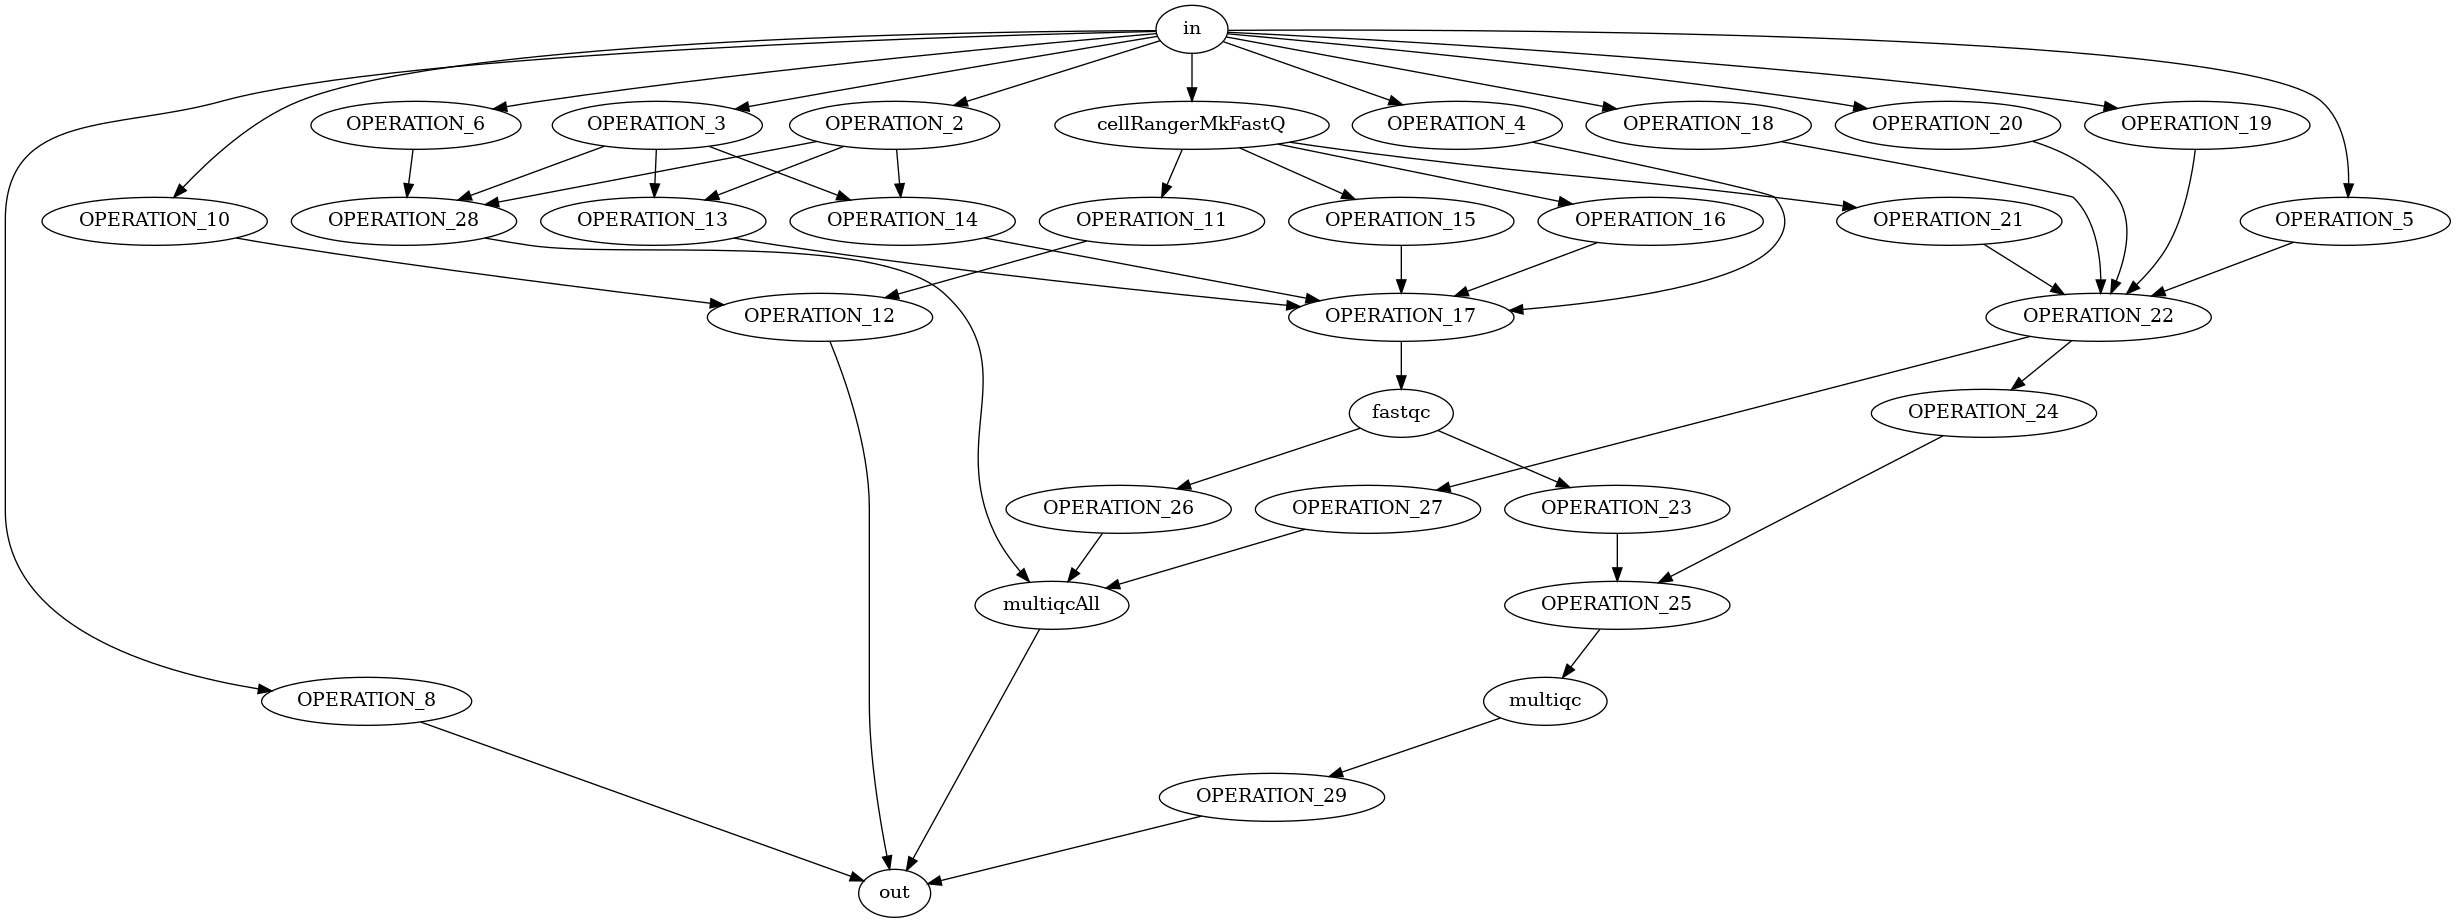 in
OPERATION_6
OPERATION_3
OPERATION_2
cellRangerMkFastQ
OPERATION_4
OPERATION_18
OPERATION_20
OPERATION_19
OPERATION_10
OPERATION_28
OPERATION_13
OPERATION_14
OPERATION_11
OPERATION_15
OPERATION_16
OPERATION_21
OPERATION_5
OPERATION_12
OPERATION_17
OPERATION_22
fastqc
OPERATION_24
OPERATION_26
OPERATION_27
OPERATION_23
multiqcAll
OPERATION_25
OPERATION_8
multiqc
OPERATION_29
out